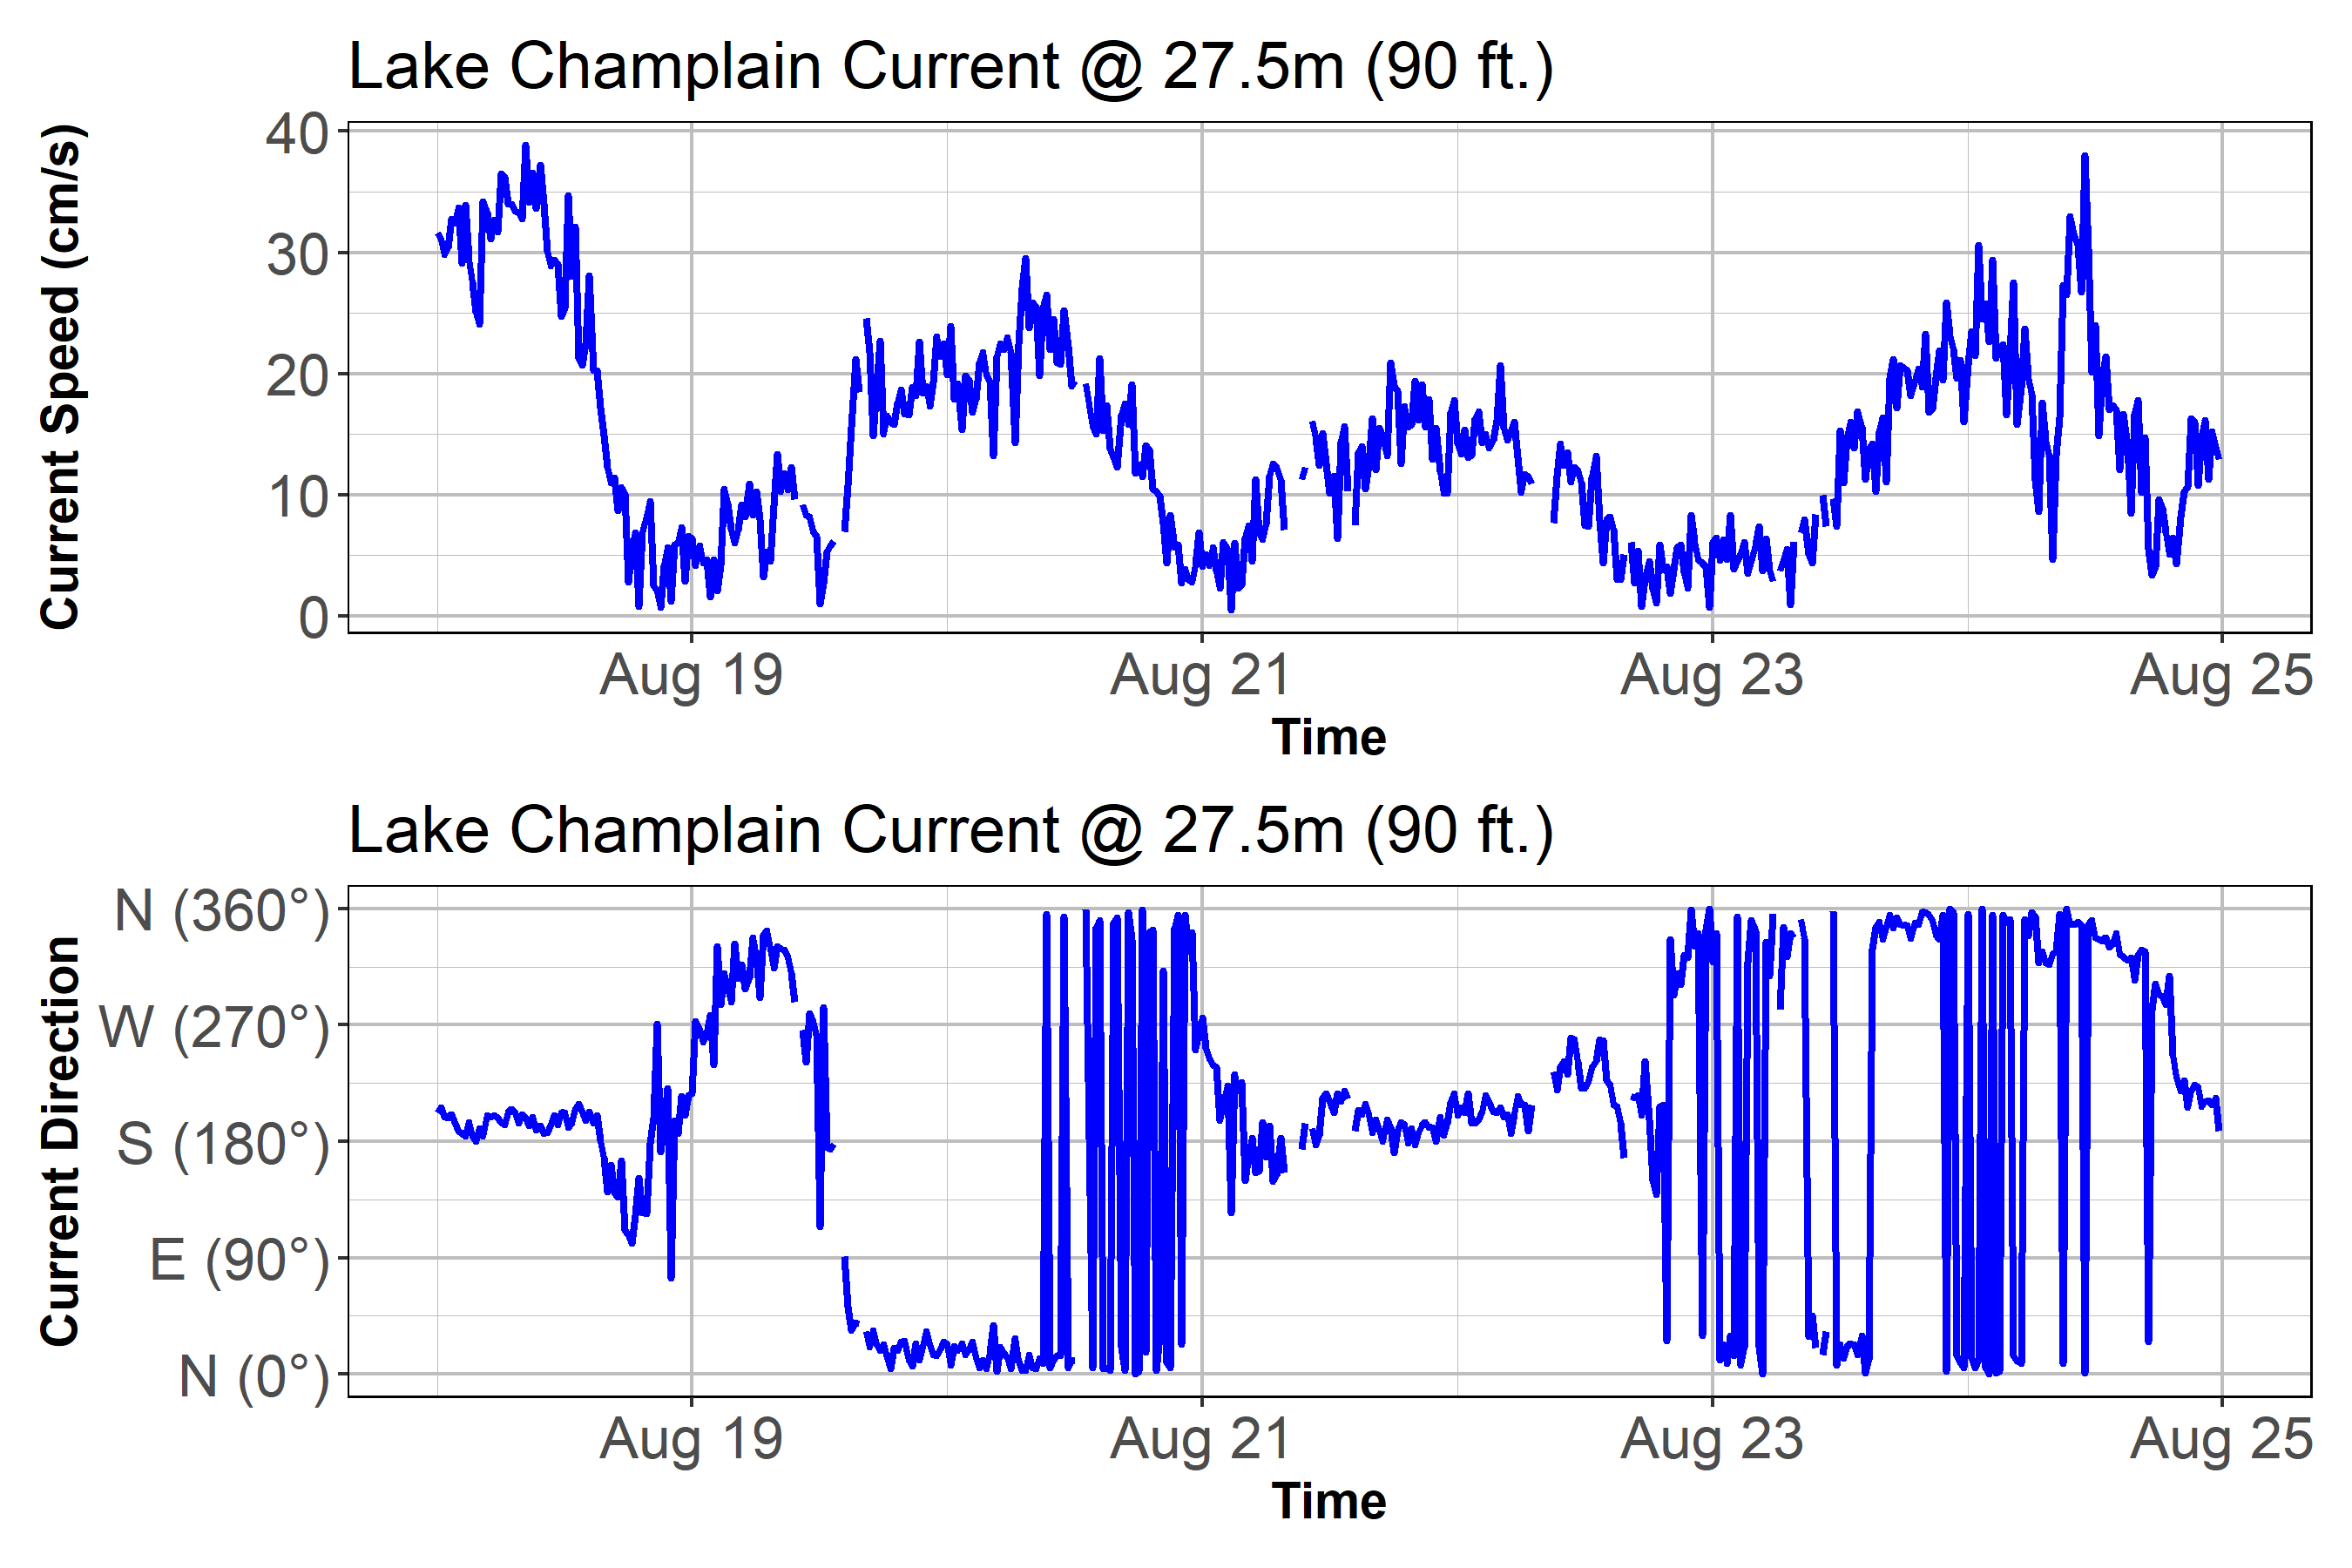 Lake Champlain Current @ 27.5m (90 ft.)
Current Speed (cm/s)
40
30
20
10
0
Aug 19 Aug 21 Aug 23 Aug 25
Time
Lake Champlain Current @ 27.5m (90 ft.)
Current Direction
N (360°)
W (270°)
S (180°)
E (90°)
N (0°)
Aug 19 Aug 21 Aug 23 Aug 25
Time